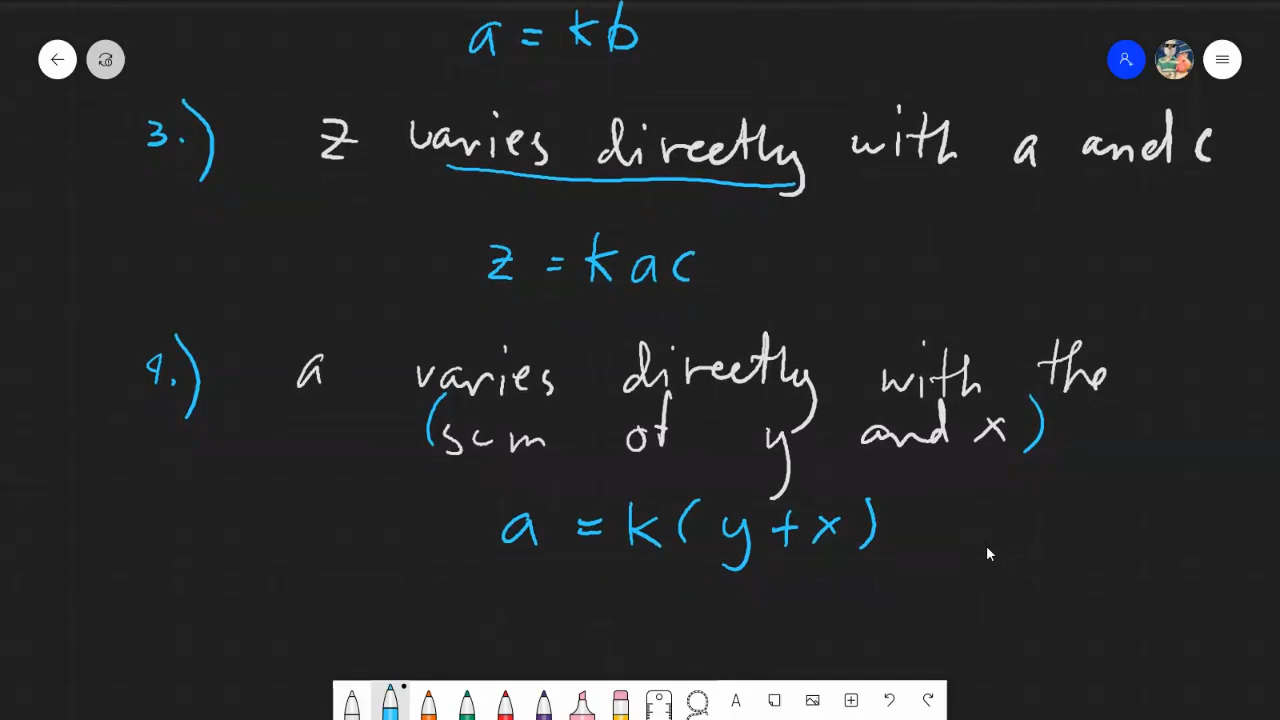 a = kb
3.) z varies directly with a and c
z = kac
4.) a varies directly with the
(sum of y and x)
a = k(y+x)
A